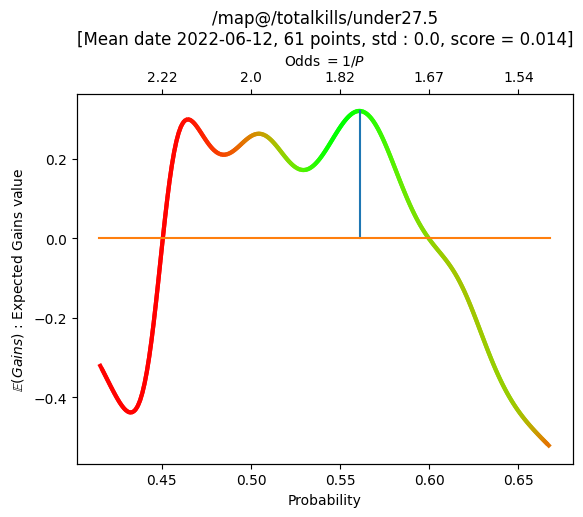 /map@/totalkills/under27.5
[Mean date 2022-06-12, 61 points, std : 0.0, score = 0.014]
Odds = 1/P
2.22 2.0 1.82 1.67 1.54
0.2
0.0
−0.2
−0.4
𝔼(Gains) : Expected Gains value
0.45 0.50 0.55 0.60 0.65
Probability